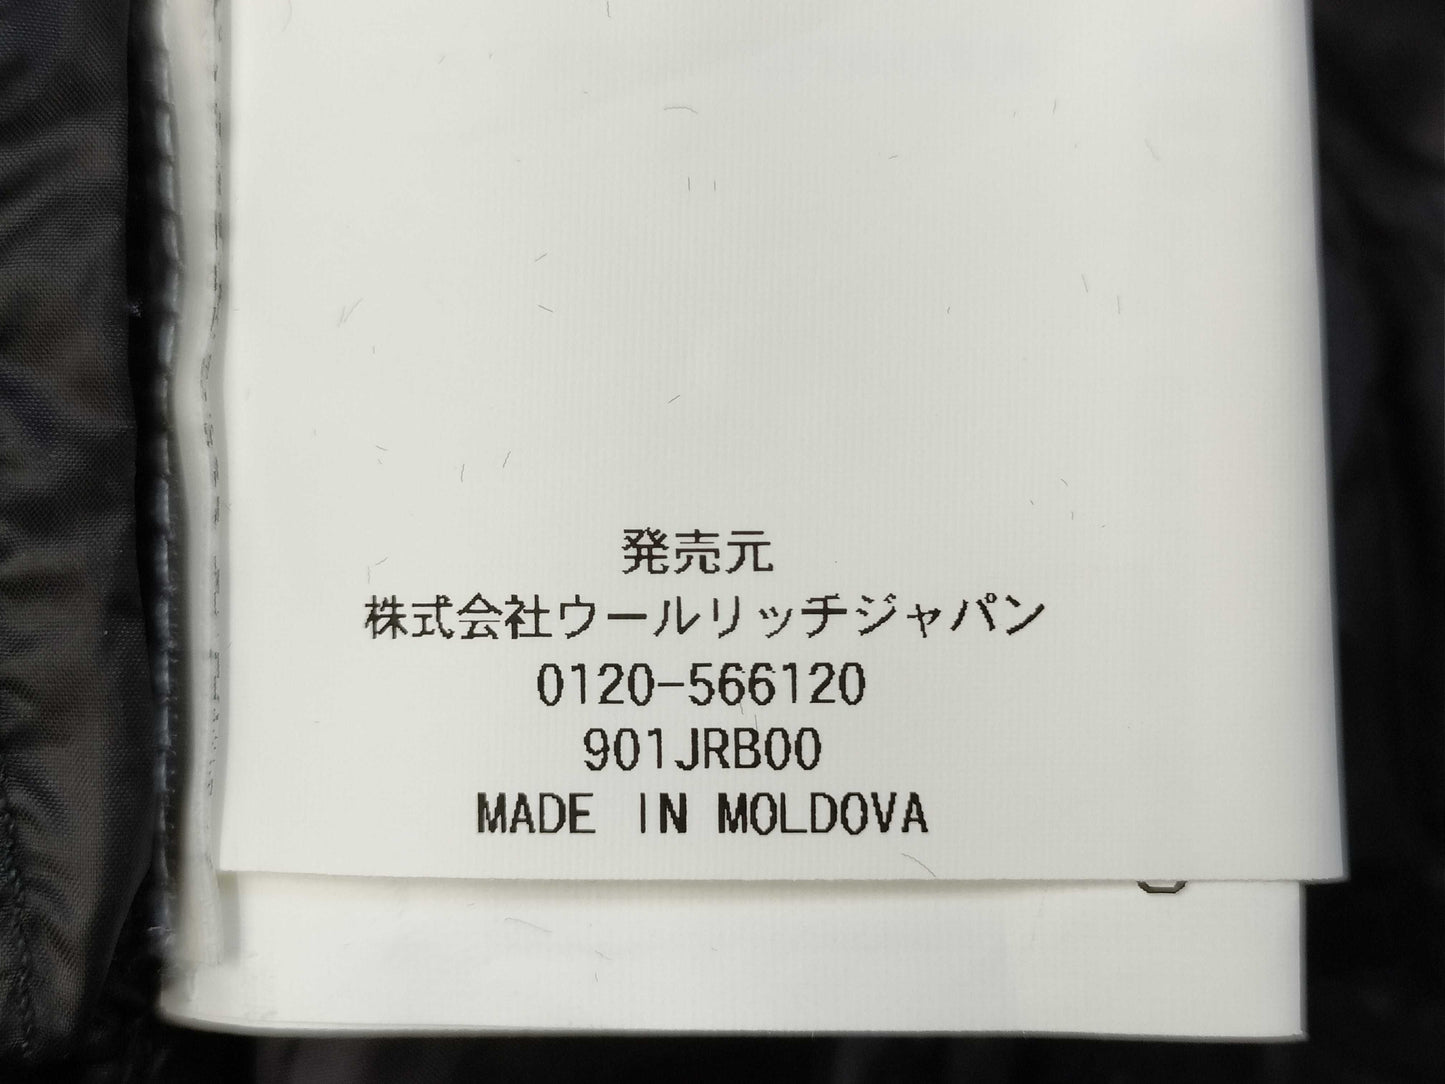 発売元
株式会社ウールリッチジャパン
0120-566120
901JRB00
MADE IN MOLDOVA